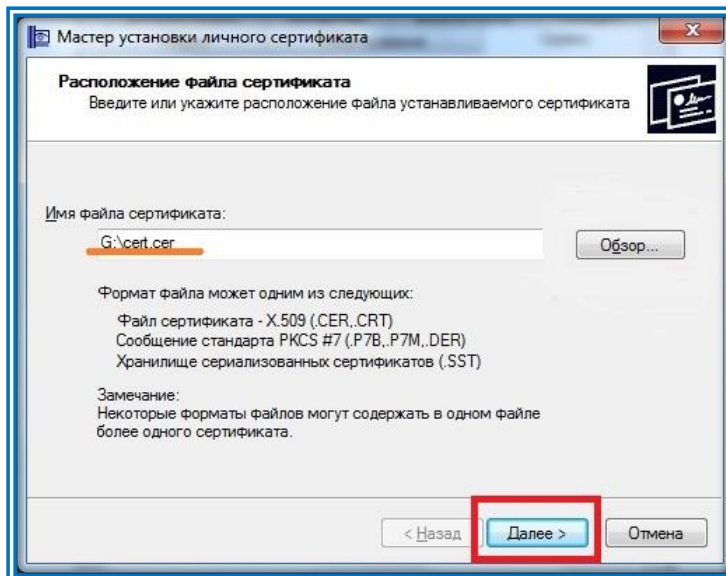 Мастер установки личного сертификата
Расположение файла сертификата
Введите или укажите расположение файла устанавливаемого сертификата
Имя файла сертификата:
G:\cert.cer
Обзор...
Формат файла может одним из следующих:
Файл сертификата - X.509 (.CER,.CRT)
Сообщение стандарта PKCS #7 (.P7B,.P7M,.DER)
Хранилище сериализованных сертификатов (.SST)
Замечание:
Некоторые форматы файлов могут содержать в одном файле
более одного сертификата.
< Назад
Далее >
Отмена